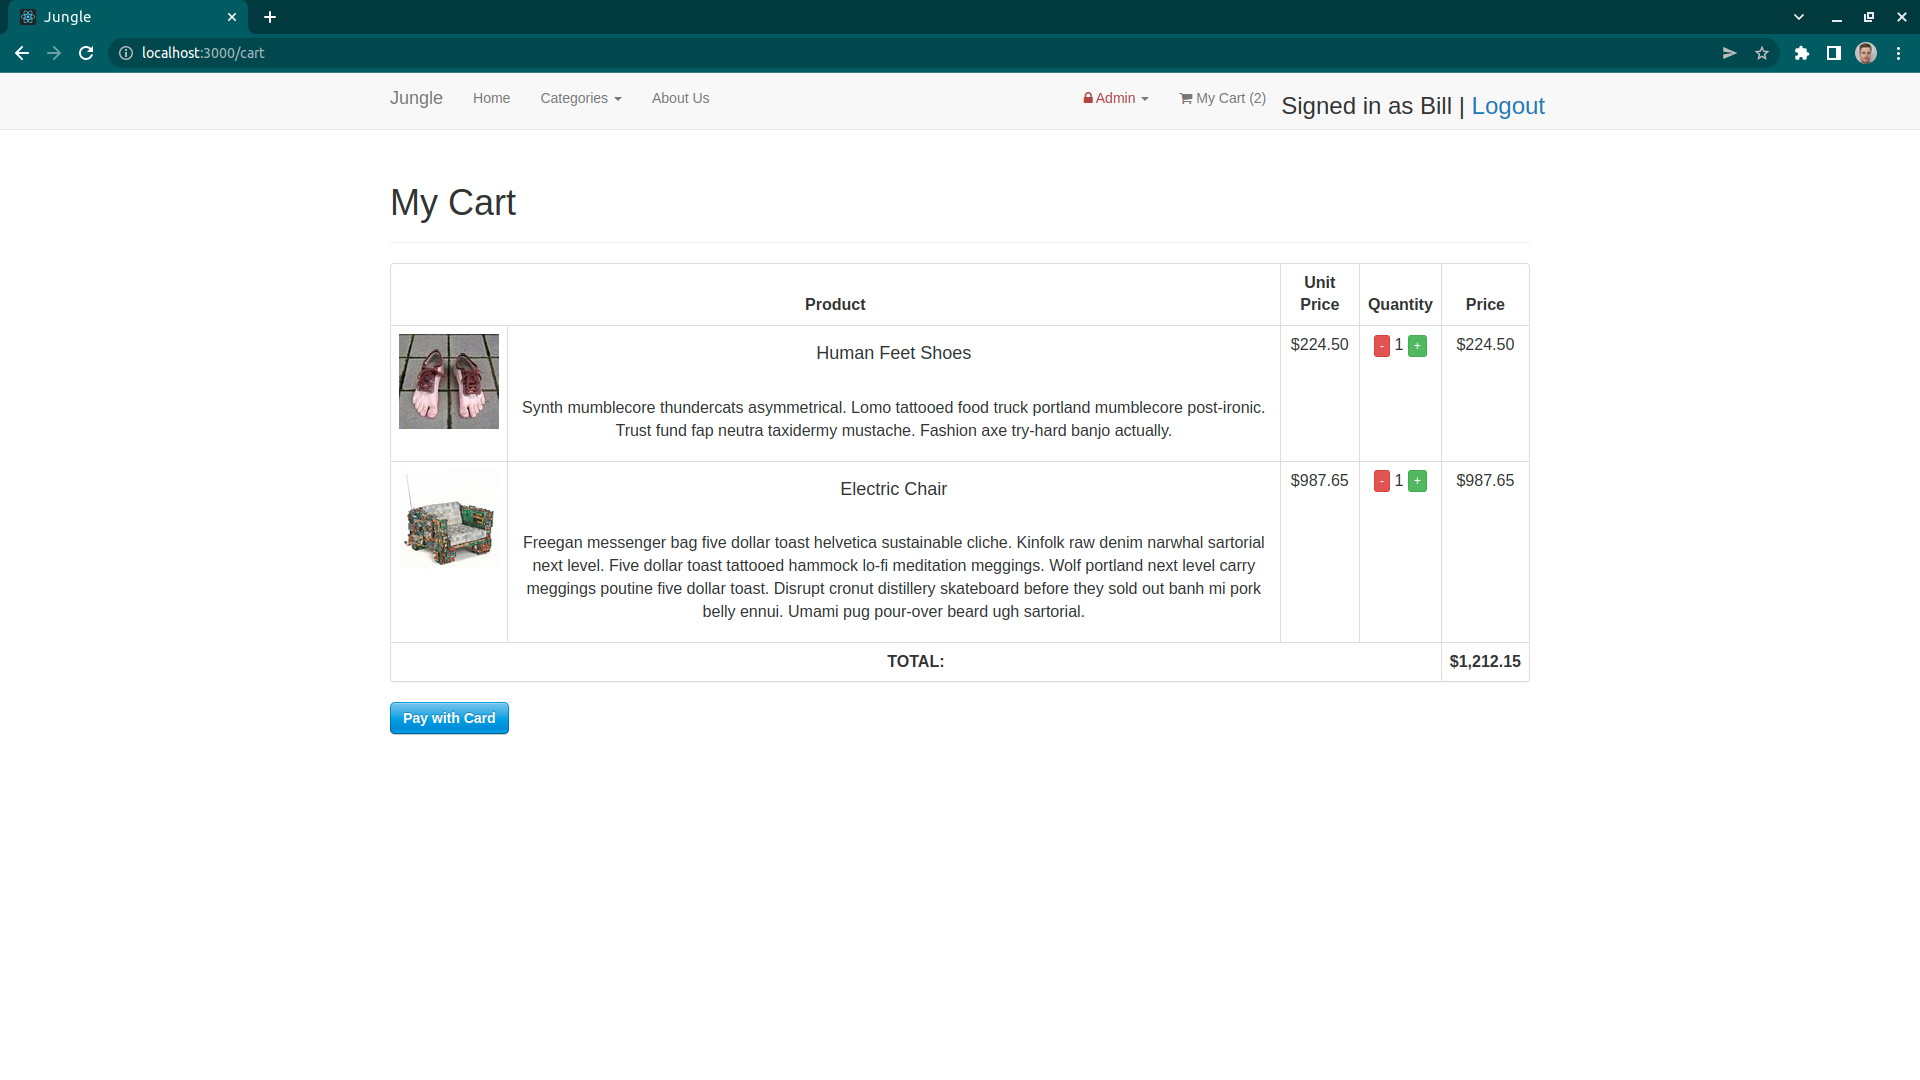 Jungle
localhost:3000/cart
Jungle Home Categories About Us Admin My Cart (2) Signed in as Bill | Logout
My Cart
Product Unit Price Quantity Price
Human Feet Shoes $224.50 - 1 + $224.50
Synth mumblecore thundercats asymmetrical. Lomo tattooed food truck portland mumblecore post-ironic.
Trust fund fap neutra taxidermy mustache. Fashion axe try-hard banjo actually.
Electric Chair $987.65 - 1 + $987.65
Freegan messenger bag five dollar toast helvetica sustainable cliche. Kinfolk raw denim narwhal sartorial
next level. Five dollar toast tattooed hammock lo-fi meditation meggings. Wolf portland next level carry
meggings poutine five dollar toast. Disrupt cronut distillery skateboard before they sold out banh mi pork
belly ennui. Umami pug pour-over beard ugh sartorial.
TOTAL: $1,212.15
Pay with Card